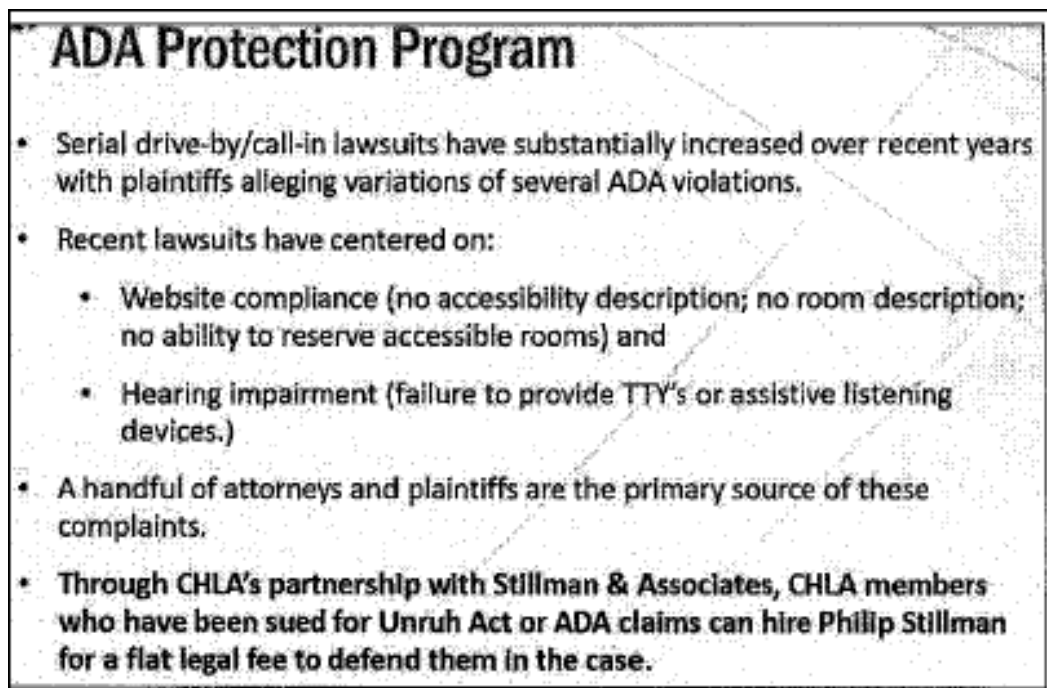 ADA Protection Program
• Serial drive-by/call-in lawsuits have substantially increased over recent years
with plaintiffs alleging variations of several ADA violations.
• Recent lawsuits have centered on:
• Website compliance (no accessibility description; no room description;
no ability to reserve accessible rooms) and
• Hearing impairment (failure to provide TTY's or assistive listening
devices.)
• A handful of attorneys and plaintiffs are the primary source of these
complaints.
• Through CHLA's partnership with Stillman & Associates, CHLA members
who have been sued for Unruh Act or ADA claims can hire Philip Stillman
for a flat legal fee to defend them in the case.